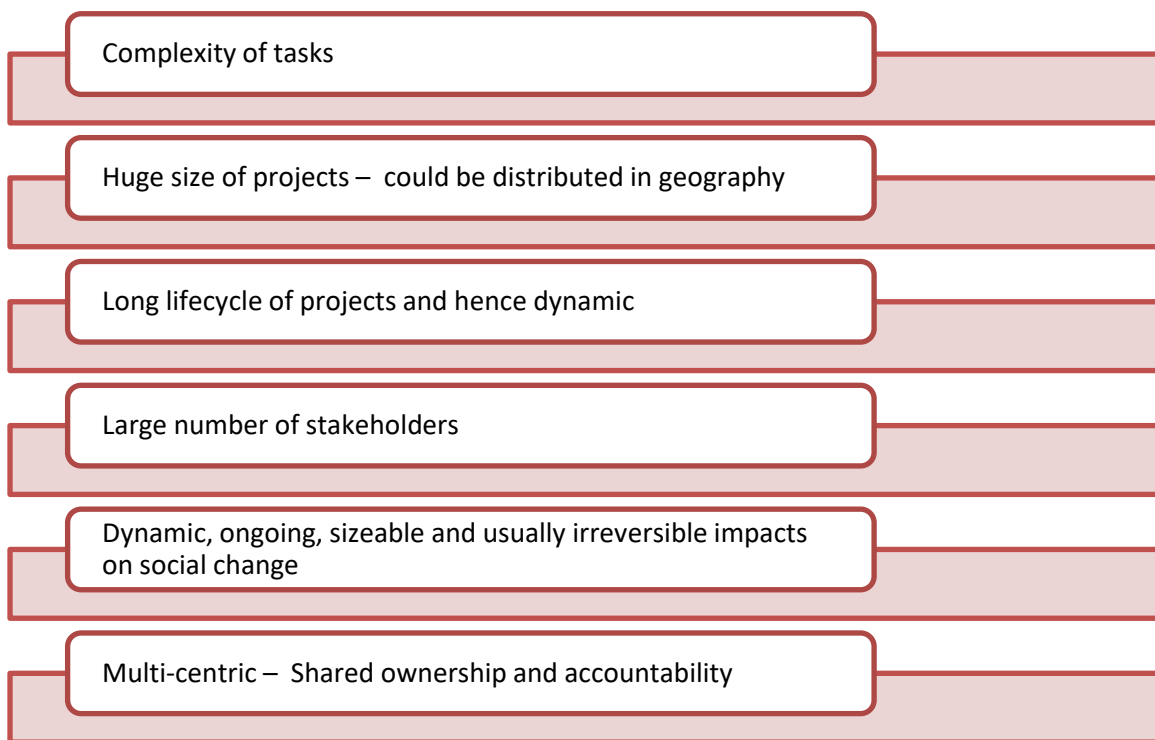 Complexity of tasks
Huge size of projects –  could be distributed in geography
Long lifecycle of projects and hence dynamic
Large number of stakeholders
Dynamic, ongoing, sizeable and usually irreversible impacts
on social change
Multi-centric –  Shared ownership and accountability